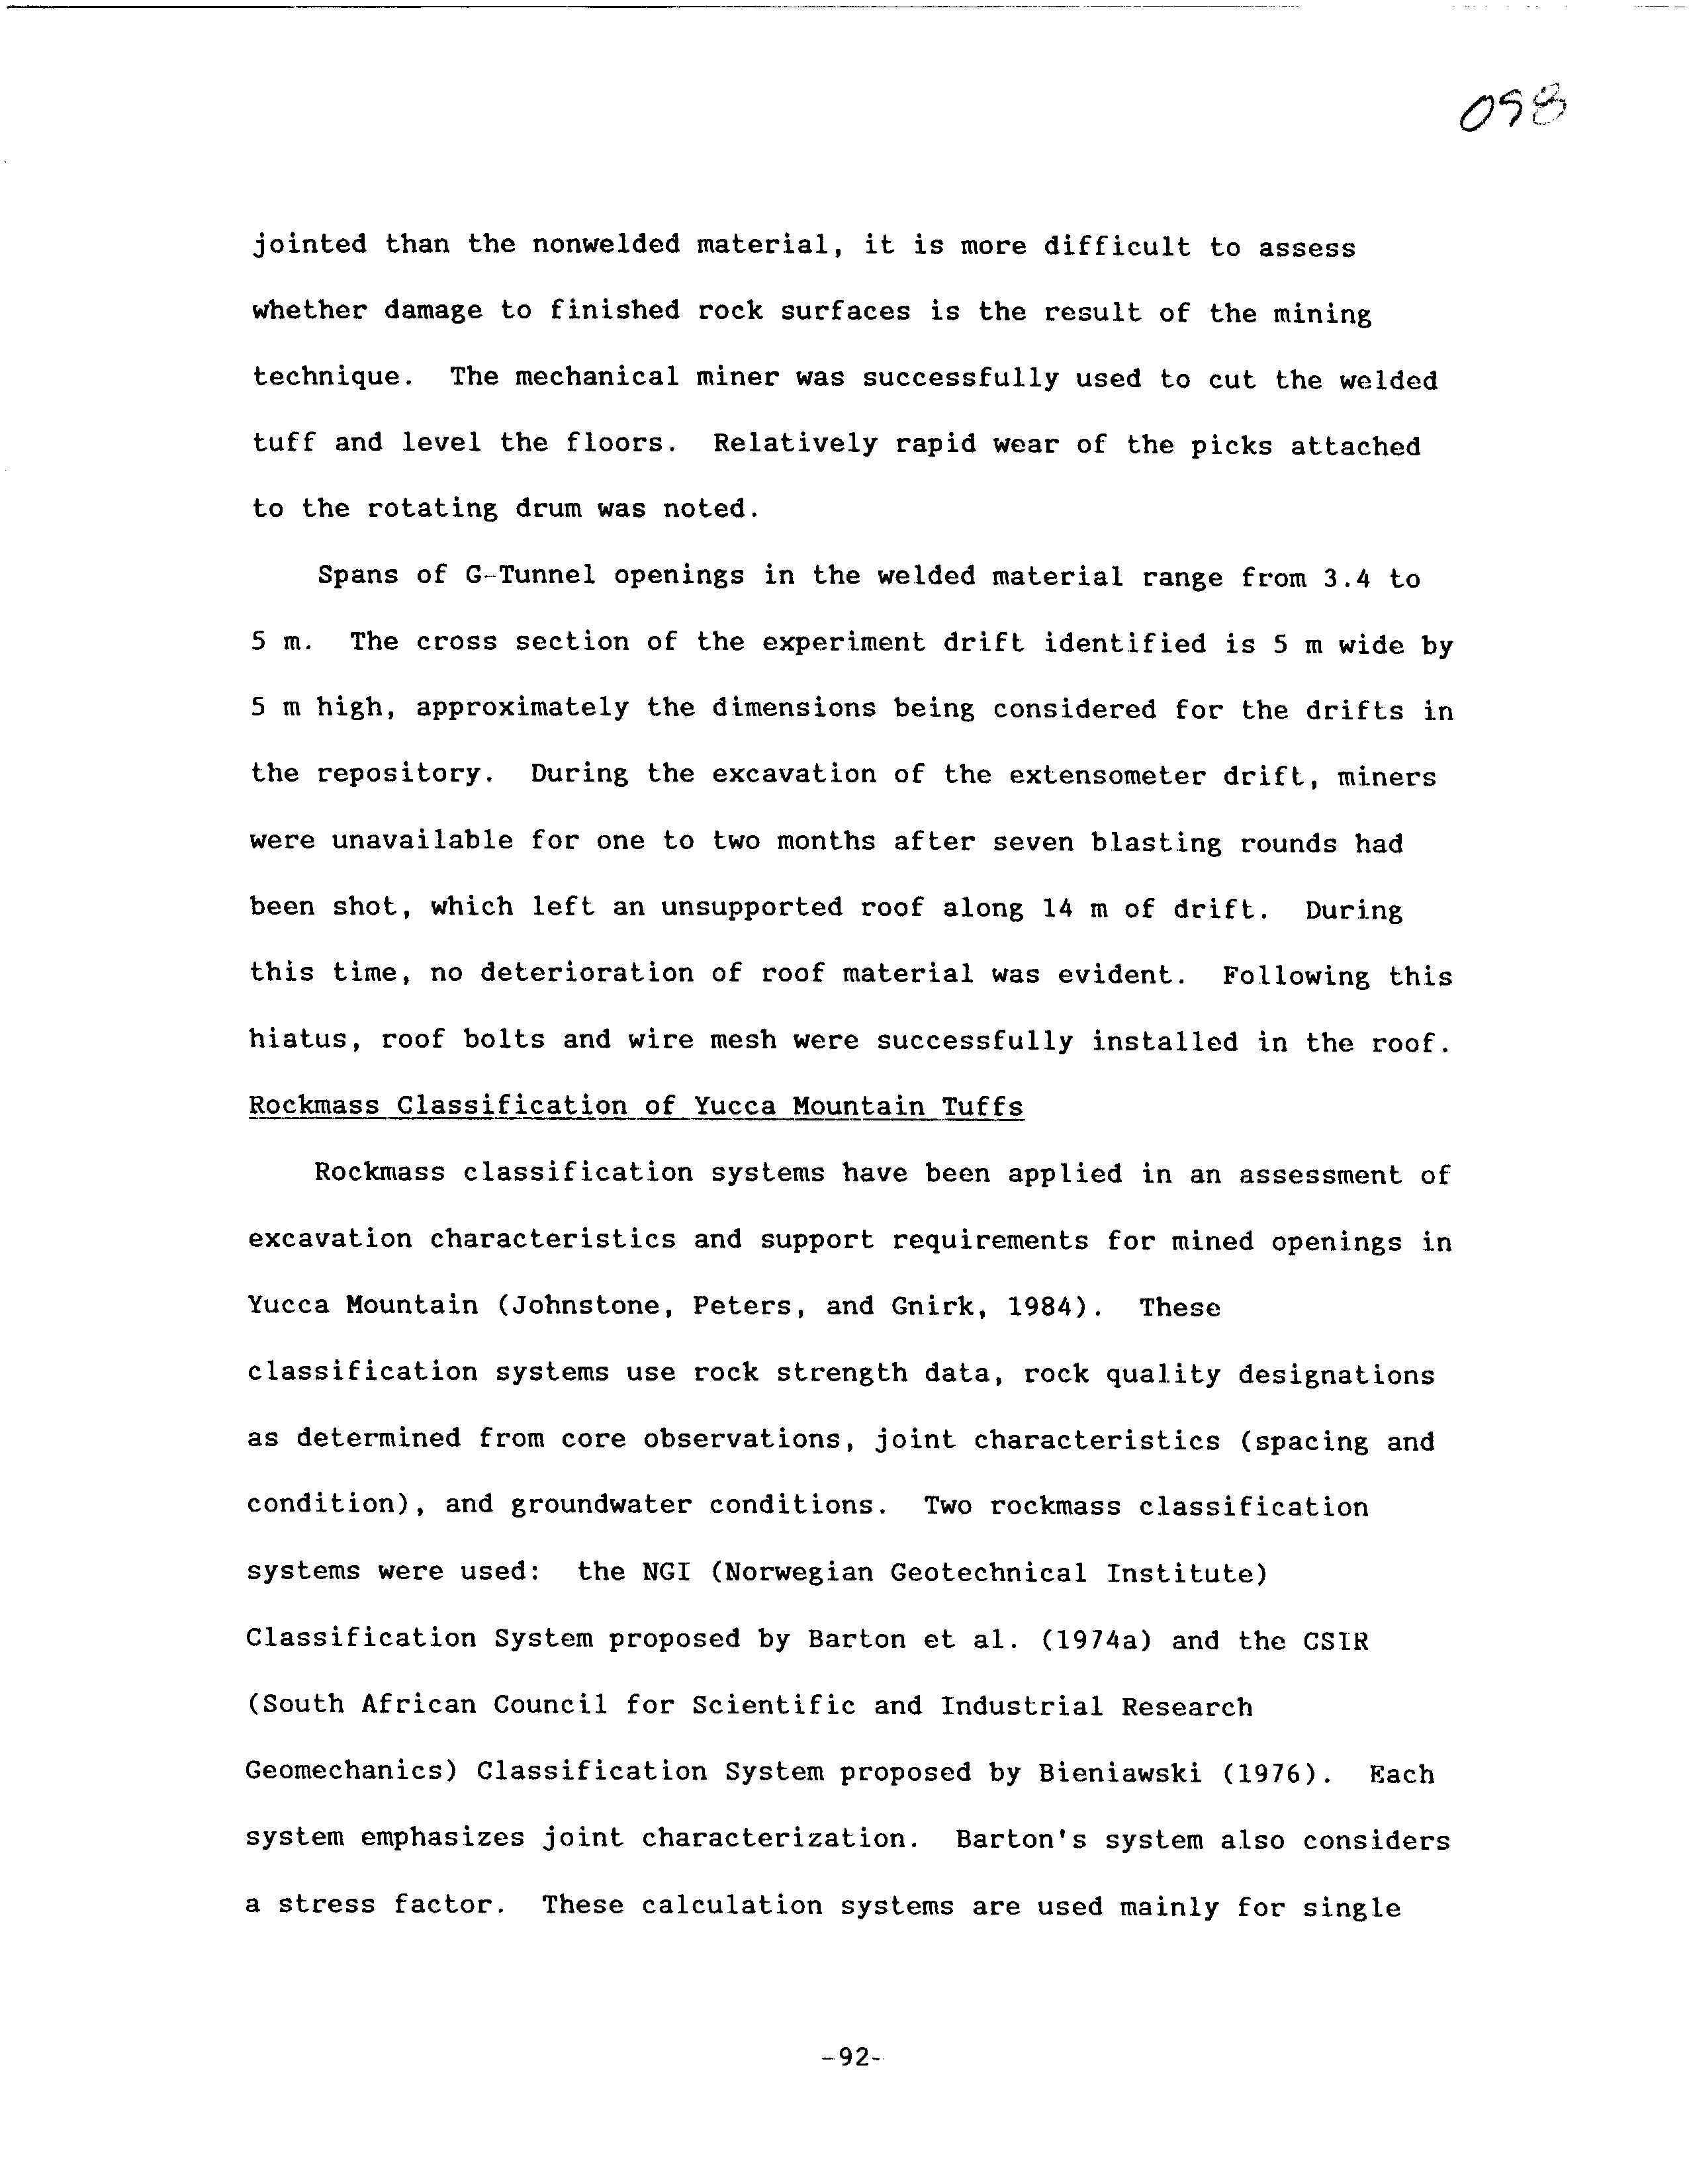 098
jointed than the nonwelded material, it is more difficult to assess
whether damage to finished rock surfaces is the result of the mining
technique.  The mechanical miner was successfully used to cut the welded
tuff and level the floors.  Relatively rapid wear of the picks attached
to the rotating drum was noted.
Spans of G-Tunnel openings in the welded material range from 3.4 to
5 m.  The cross section of the experiment drift identified is 5 m wide by
5 m high, approximately the dimensions being considered for the drifts in
the repository.  During the excavation of the extensometer drift, miners
were unavailable for one to two months after seven blasting rounds had
been shot, which left an unsupported roof along 14 m of drift.  During
this time, no deterioration of roof material was evident.  Following this
hiatus, roof bolts and wire mesh were successfully installed in the roof.
Rockmass Classification of Yucca Mountain Tuffs
Rockmass classification systems have been applied in an assessment of
excavation characteristics and support requirements for mined openings in
Yucca Mountain (Johnstone, Peters, and Gnirk, 1984).  These
classification systems use rock strength data, rock quality designations
as determined from core observations, joint characteristics (spacing and
condition), and groundwater conditions.  Two rockmass classification
systems were used:  the NGI (Norwegian Geotechnical Institute)
Classification System proposed by Barton et al. (1974a) and the CSIR
(South African Council for Scientific and Industrial Research
Geomechanics) Classification System proposed by Bieniawski (1976).  Each
system emphasizes joint characterization.  Barton's system also considers
a stress factor.  These calculation systems are used mainly for single
-92-